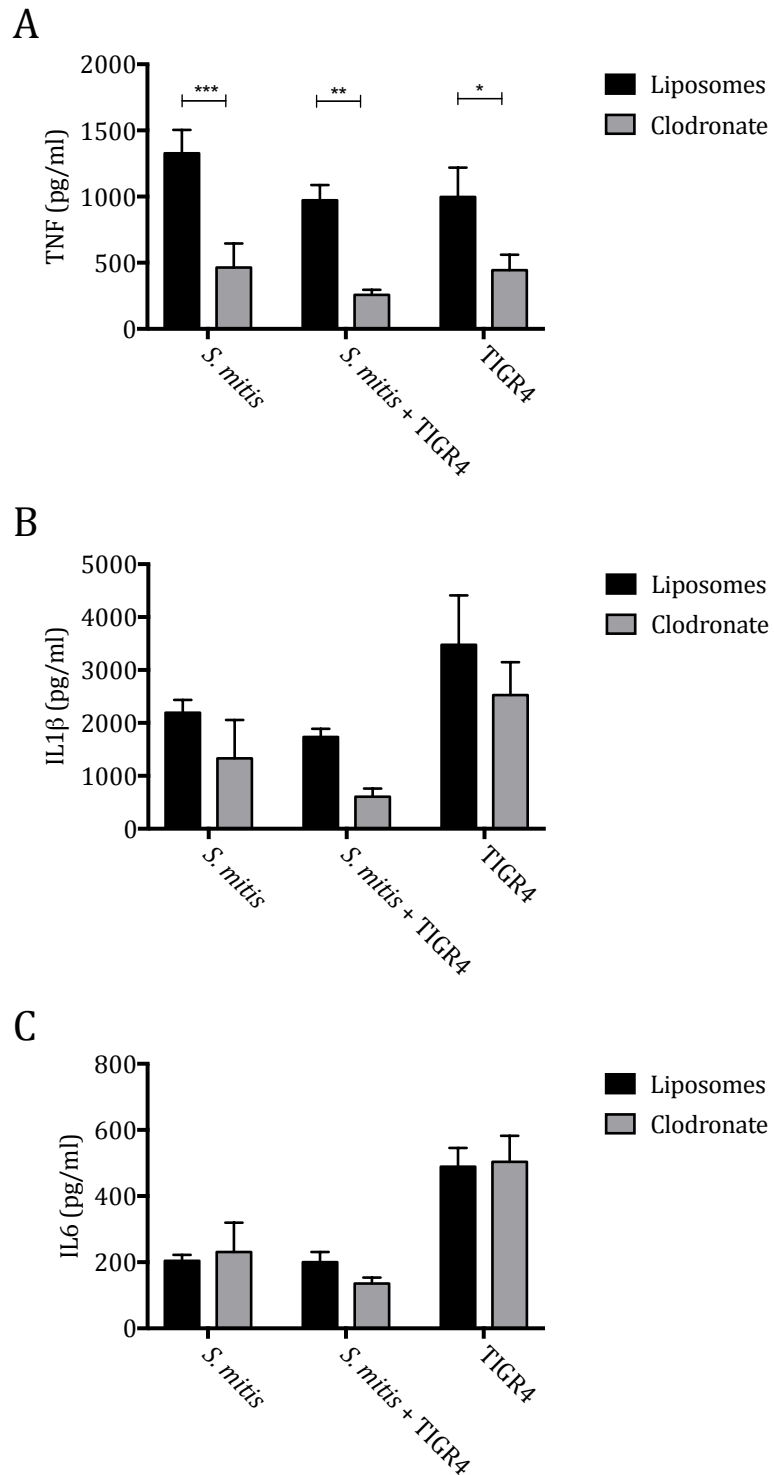 A
TNF (pg/ml)
2000
1500
1000
500
0
***
**
*
Liposomes
Clodronate
S. mitis
S. mitis + TIGR4
TIGR4
B
IL1β (pg/ml)
5000
4000
3000
2000
1000
0
Liposomes
Clodronate
S. mitis
S. mitis + TIGR4
TIGR4
C
IL6 (pg/ml)
800
600
400
200
0
Liposomes
Clodronate
S. mitis
S. mitis + TIGR4
TIGR4